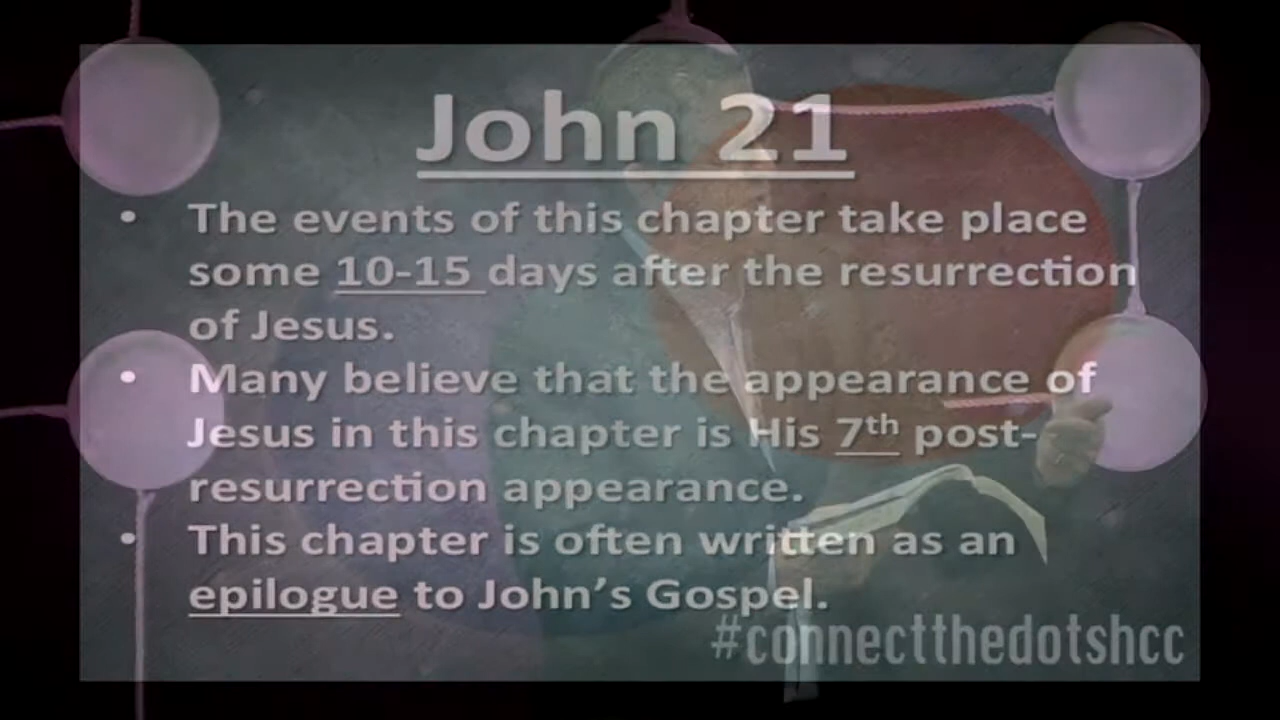 John 21
• The events of this chapter take place
some 10-15 days after the resurrection
of Jesus.
• Many believe that the appearance of
Jesus in this chapter is His 7th post-
resurrection appearance.
• This chapter is often written as an
epilogue to John's Gospel.
#connectthedotshcc